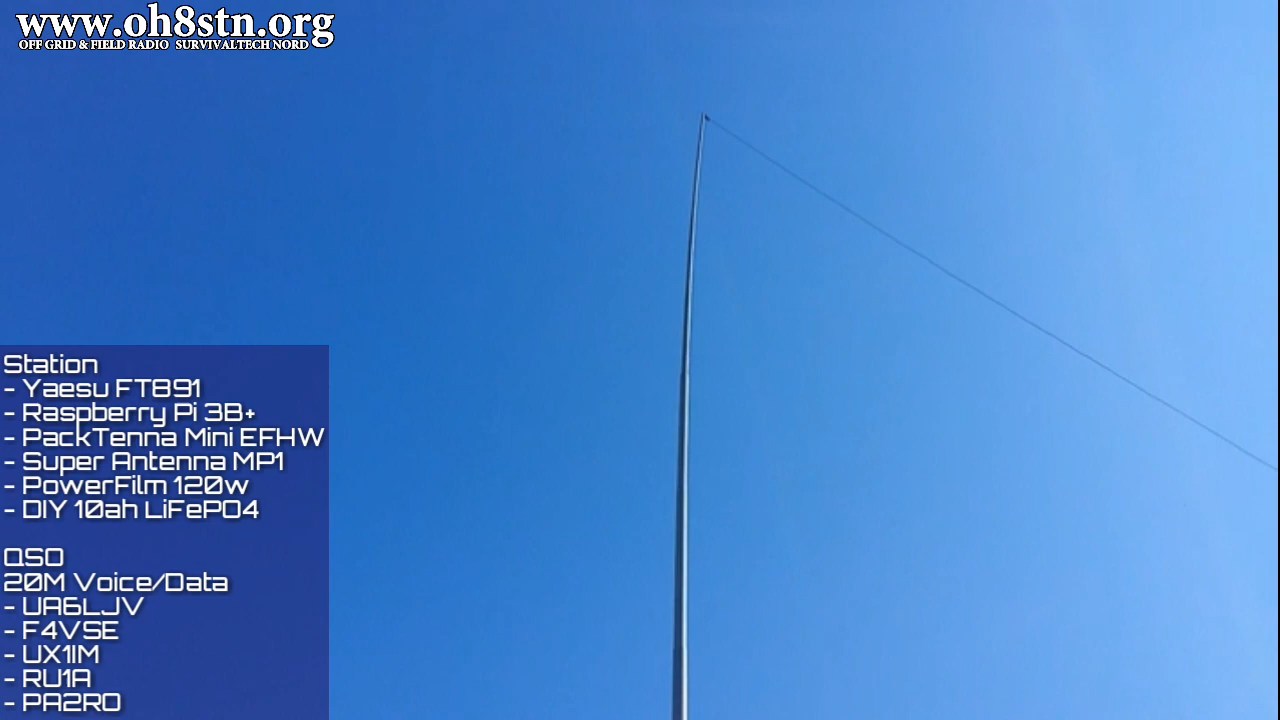 www.oh8stn.org
OFF GRID & FIELD RADIO SURVIVALTECH NORD
Station
- Yaesu FT891
- Raspberry Pi 3B+
- PackTenna Mini EFHW
- Super Antenna MP1
- PowerFilm 120w
- DIY 10ah LiFePO4
QSO
20M Voice/Data
- UA6LJV
- F4VSE
- UX1IM
- RU1A
- PA2RO